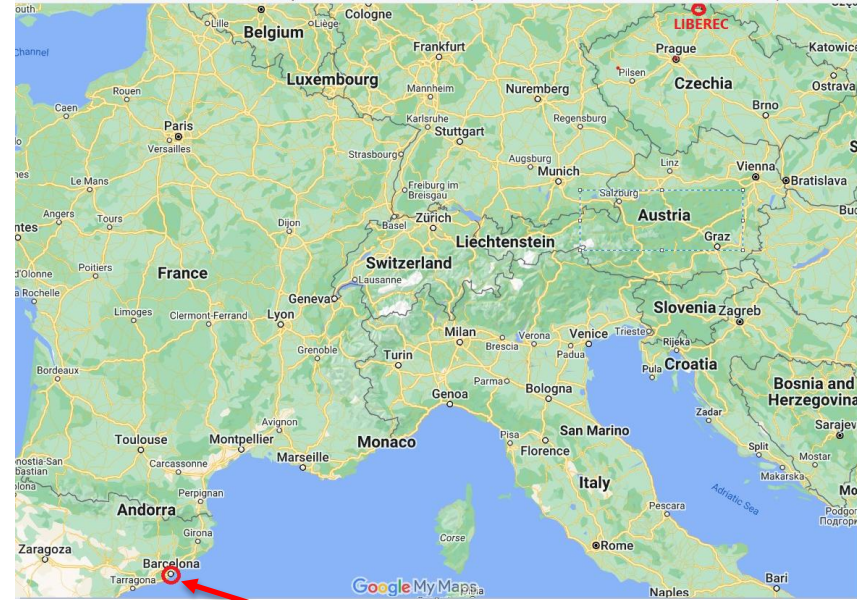 Cologne
Lille
Liège
LIBEREC
Belgium
Channel
Frankfurt
Prague
Katowice
Luxembourg
Pilsen
Czechia
Ostrava
Rouen
Mannheim
Nuremberg
Caen
Brno
Paris
Karlsruhe
Regensburg
Versailles
Stuttgart
Strasbourg
Augsburg
Munich
Linz
Vienna
Le Mans
Freiburg im
Breisgau
Salzburg
Bratislava
Angers
Tours
Dijon
Basel
Zürich
Austria
Liechtenstein
Graz
Switzerland
Poitiers
France
Lausanne
Geneva
Limoges
Clermont-Ferrand
Lyon
Slovenia
Zagreb
Milan
Verona
Venice
Trieste
Grenoble
Turin
Brescia
Padua
Rijeka
Bordeaux
Pula
Croatia
Parma
Bologna
Bosnia and
Herzegovina
Genoa
Zadar
Avignon
Toulouse
Montpellier
Monaco
Pisa
San Marino
Florence
Marseille
Split
Mostar
Carcassonne
Italy
Makarska
Perpignan
Adriatic Sea
Andorra
Pescara
Girona
Corse
Zaragoza
Rome
Barcelona
Tarragona
Google My Maps
Bari
Naples